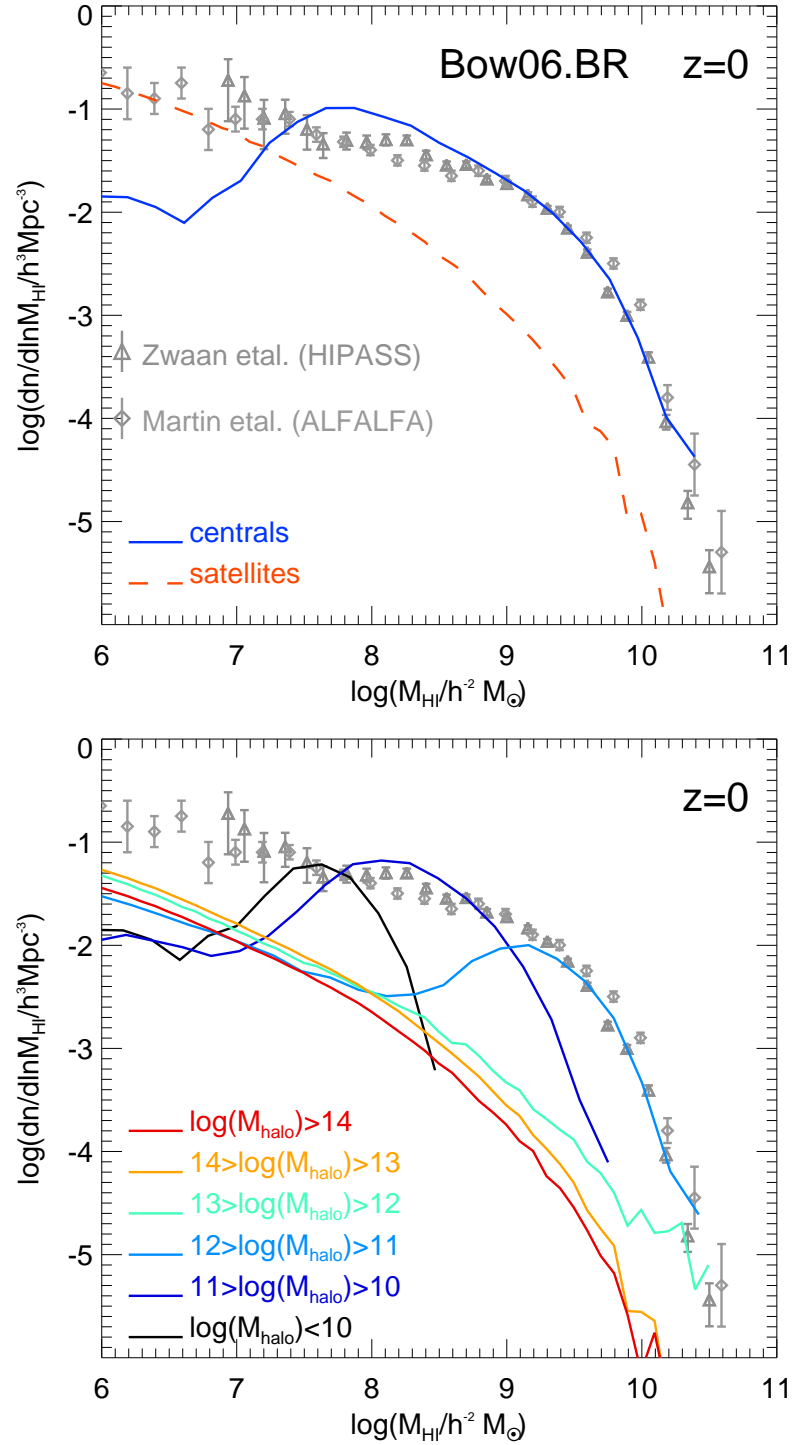 Bow06.BR z=0
0
-1
-2
-3
-4
-5
log(dn/dlnM_HI/h³Mpc⁻³)
Zwaan etal. (HIPASS)
Martin etal. (ALFALFA)
centrals
satellites
6 7 8 9 10 11
log(M_HI/h⁻² M_⊙)
z=0
0
-1
-2
-3
-4
-5
log(dn/dlnM_HI/h³Mpc⁻³)
log(M_halo)>14
14>log(M_halo)>13
13>log(M_halo)>12
12>log(M_halo)>11
11>log(M_halo)>10
log(M_halo)<10
6 7 8 9 10 11
log(M_HI/h⁻² M_⊙)